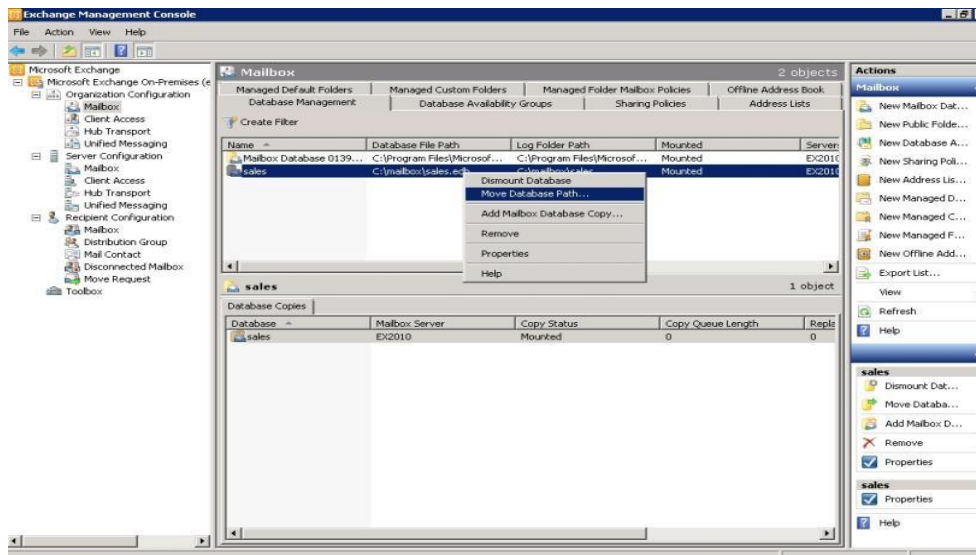 Exchange Management Console
File Action View Help
Microsoft Exchange
Microsoft Exchange On-Premises (e
Organization Configuration
Mailbox
Client Access
Hub Transport
Unified Messaging
Server Configuration
Mailbox
Client Access
Hub Transport
Unified Messaging
Recipient Configuration
Mailbox
Distribution Group
Mail Contact
Disconnected Mailbox
Move Request
Toolbox
Mailbox 2 objects
Managed Default Folders Managed Custom Folders Managed Folder Mailbox Policies Offline Address Book
Database Management Database Availability Groups Sharing Policies Address Lists
Create Filter
Name Database File Path Log Folder Path Mounted Servers
Mailbox Database 0139... C:\Program Files\Microsof... C:\Program Files\Microsof... Mounted EX2010
sales C:\mailbox\sales.edb C:\mailbox\sales Mounted EX2010
Dismount Database
Move Database Path...
Add Mailbox Database Copy...
Remove
Properties
Help
sales 1 object
Database Copies
Database Mailbox Server Copy Status Copy Queue Length Repla
sales EX2010 Mounted 0 0
Actions
Mailbox
New Mailbox Dat...
New Public Folde...
New Database A...
New Sharing Poli...
New Address Lis...
New Managed D...
New Managed C...
New Managed F...
New Offline Add...
Export List...
View
Refresh
Help
sales
Dismount Dat...
Move Databa...
Add Mailbox D...
Remove
Properties
sales
Properties
Help